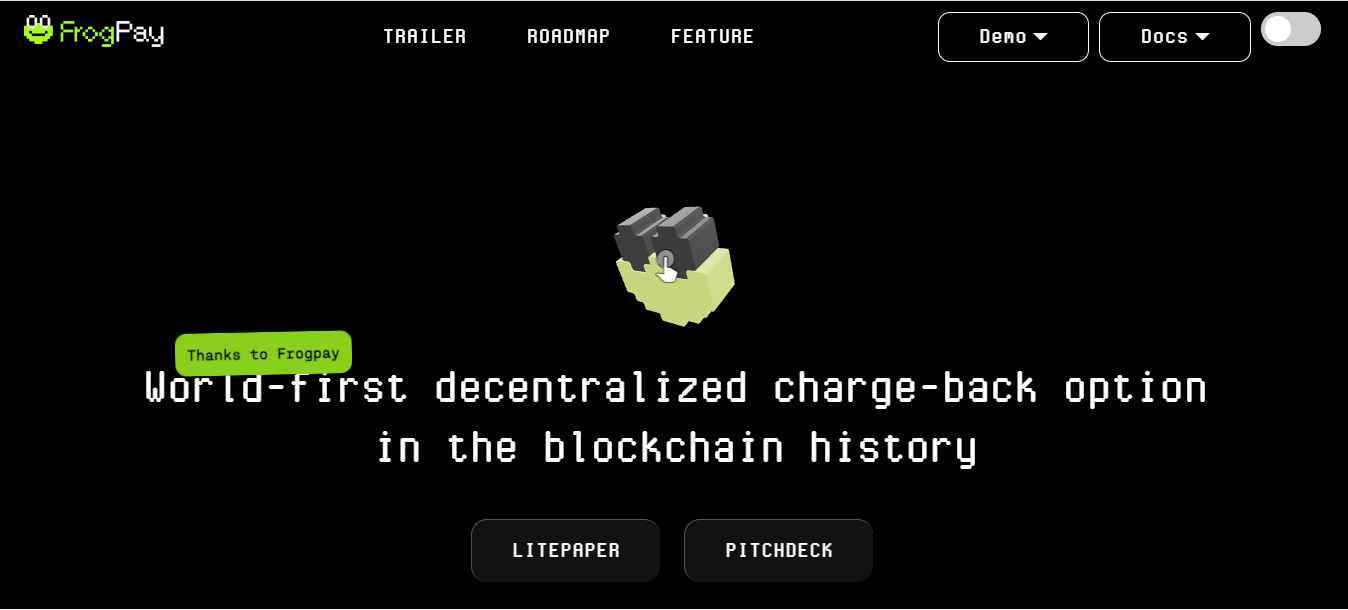 FrogPay
TRAILER
ROADMAP
FEATURE
Demo
Docs
Thanks to Frogpay
World-first decentralized charge-back option
in the blockchain history
LITEPAPER
PITCHDECK